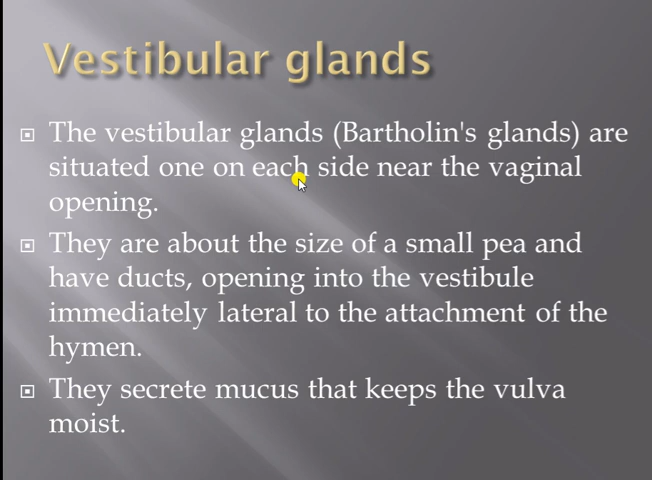 Vestibular glands
The vestibular glands (Bartholin's glands) are
situated one on each side near the vaginal
opening.
They are about the size of a small pea and
have ducts, opening into the vestibule
immediately lateral to the attachment of the
hymen.
They secrete mucus that keeps the vulva
moist.